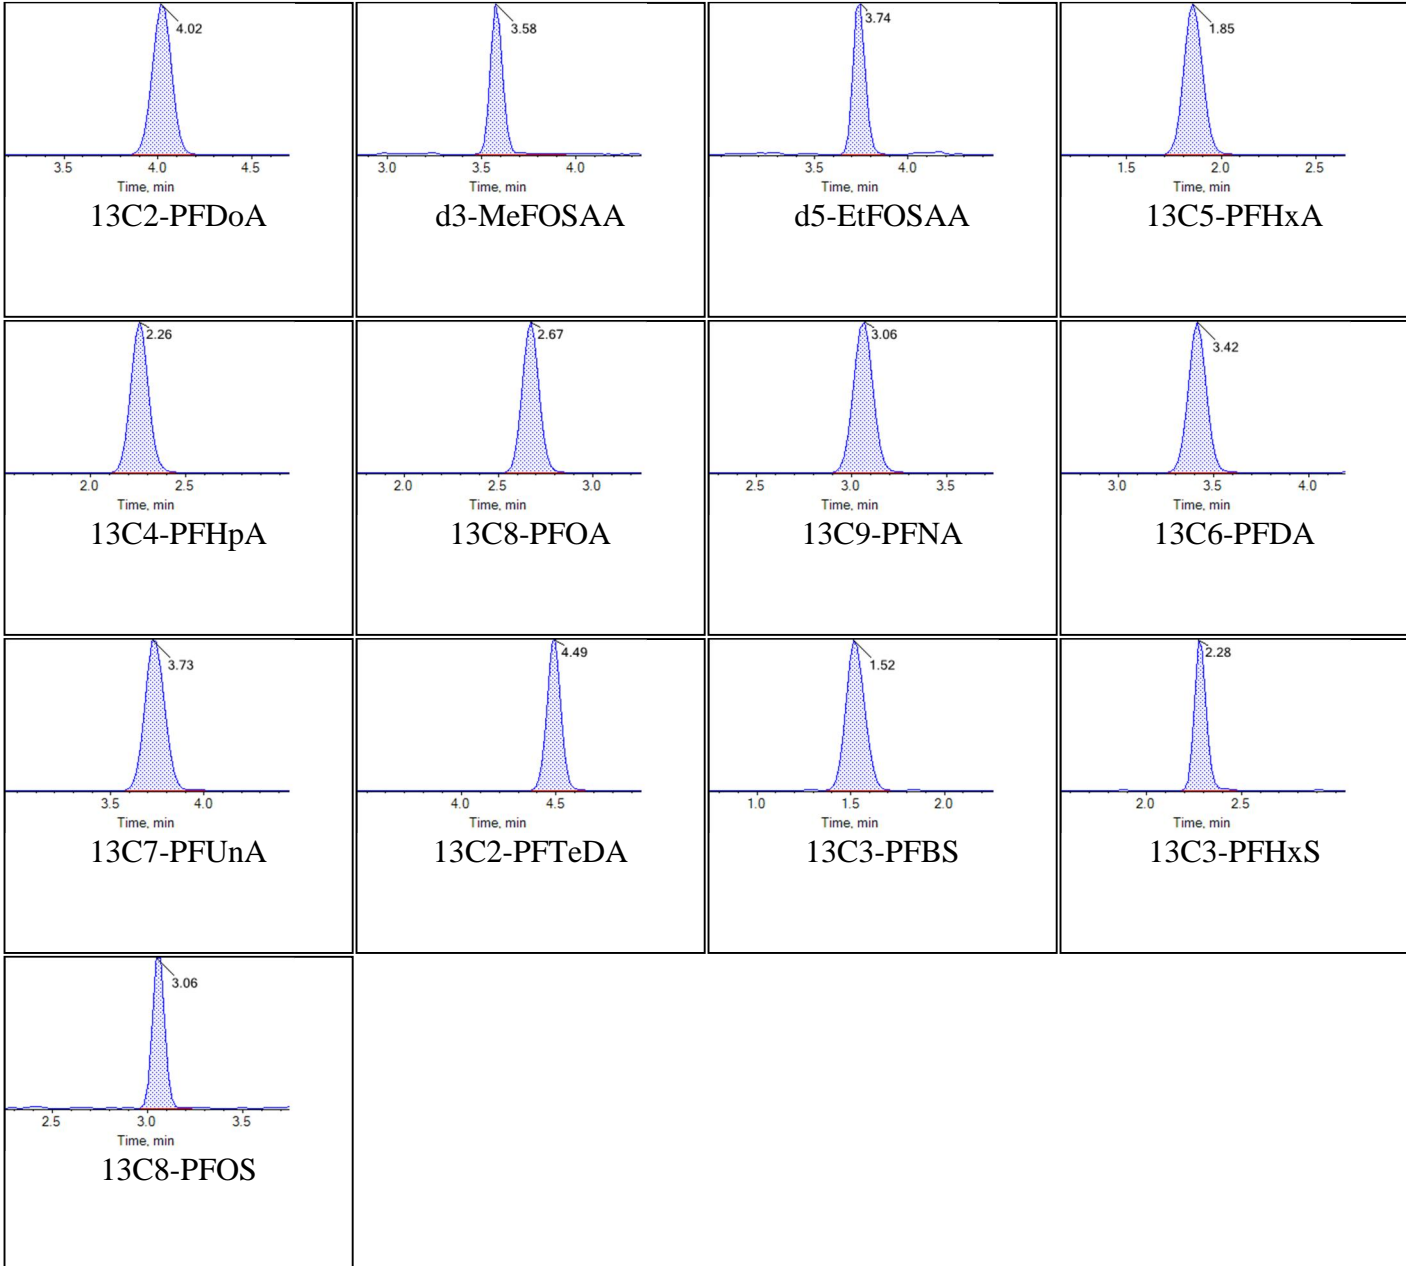 4.02
3.5 4.0 4.5
Time, min
13C2-PFDoA
3.58
3.0 3.5 4.0
Time, min
d3-MeFOSAA
3.74
3.5 4.0
Time, min
d5-EtFOSAA
1.85
1.5 2.0 2.5
Time, min
13C5-PFHxA
2.26
2.0 2.5
Time, min
13C4-PFHpA
2.67
2.0 2.5 3.0
Time, min
13C8-PFOA
3.06
2.5 3.0 3.5
Time, min
13C9-PFNA
3.42
3.0 3.5 4.0
Time, min
13C6-PFDA
3.73
3.5 4.0
Time, min
13C7-PFUnA
4.49
4.0 4.5
Time, min
13C2-PFTeDA
1.52
1.0 1.5 2.0
Time, min
13C3-PFBS
2.28
2.0 2.5
Time, min
13C3-PFHxS
3.06
2.5 3.0 3.5
Time, min
13C8-PFOS